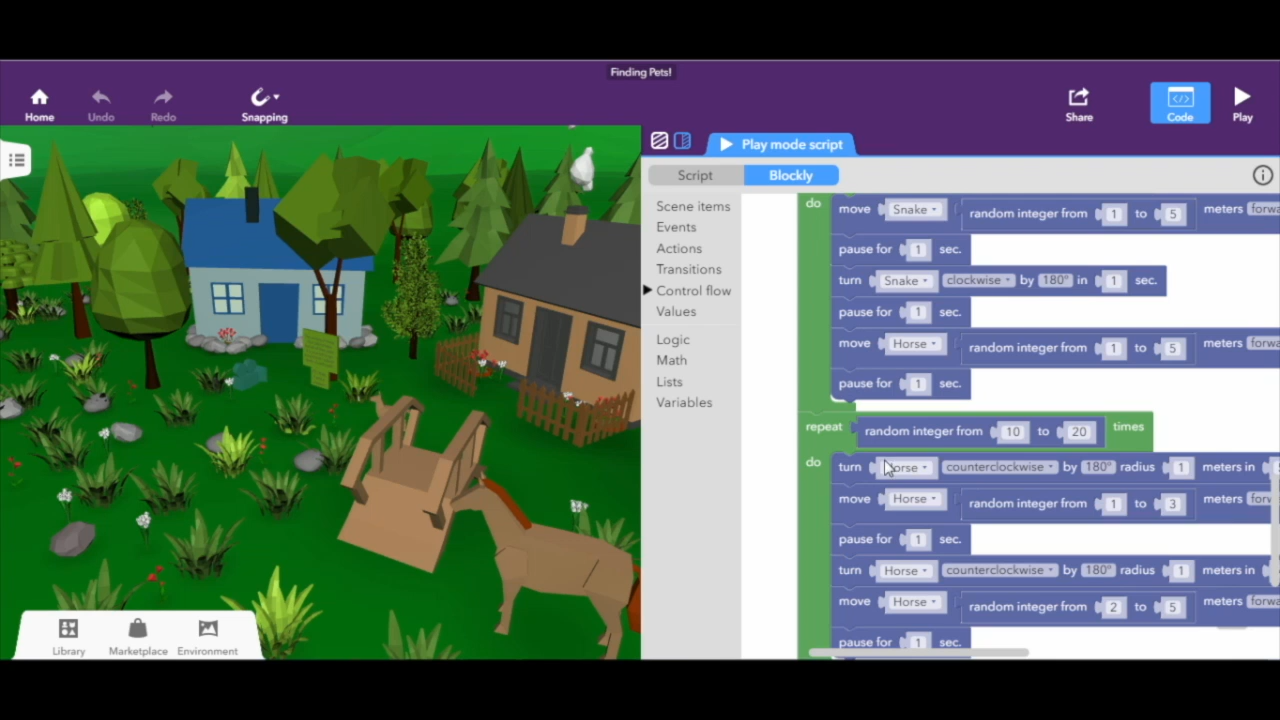 Finding Pets!
Home
Undo
Redo
Snapping
Share
Code
Play
Play mode script
Script
Blockly
Scene items
Events
Actions
Transitions
Control flow
Values
Logic
Math
Lists
Variables
do
move Snake random integer from 1 to 5 meters forwa
pause for 1 sec.
turn Snake clockwise by 180° in 1 sec.
pause for 1 sec.
move Horse random integer from 1 to 5 meters forwa
pause for 1 sec.
repeat random integer from 10 to 20 times
do turn Horse counterclockwise by 180° radius 1 meters in
move Horse random integer from 1 to 3 meters forw
pause for 1 sec.
turn Horse counterclockwise by 180° radius 1 meters in
move Horse random integer from 2 to 5 meters forwa
pause for 1 sec.
Library
Marketplace
Environment